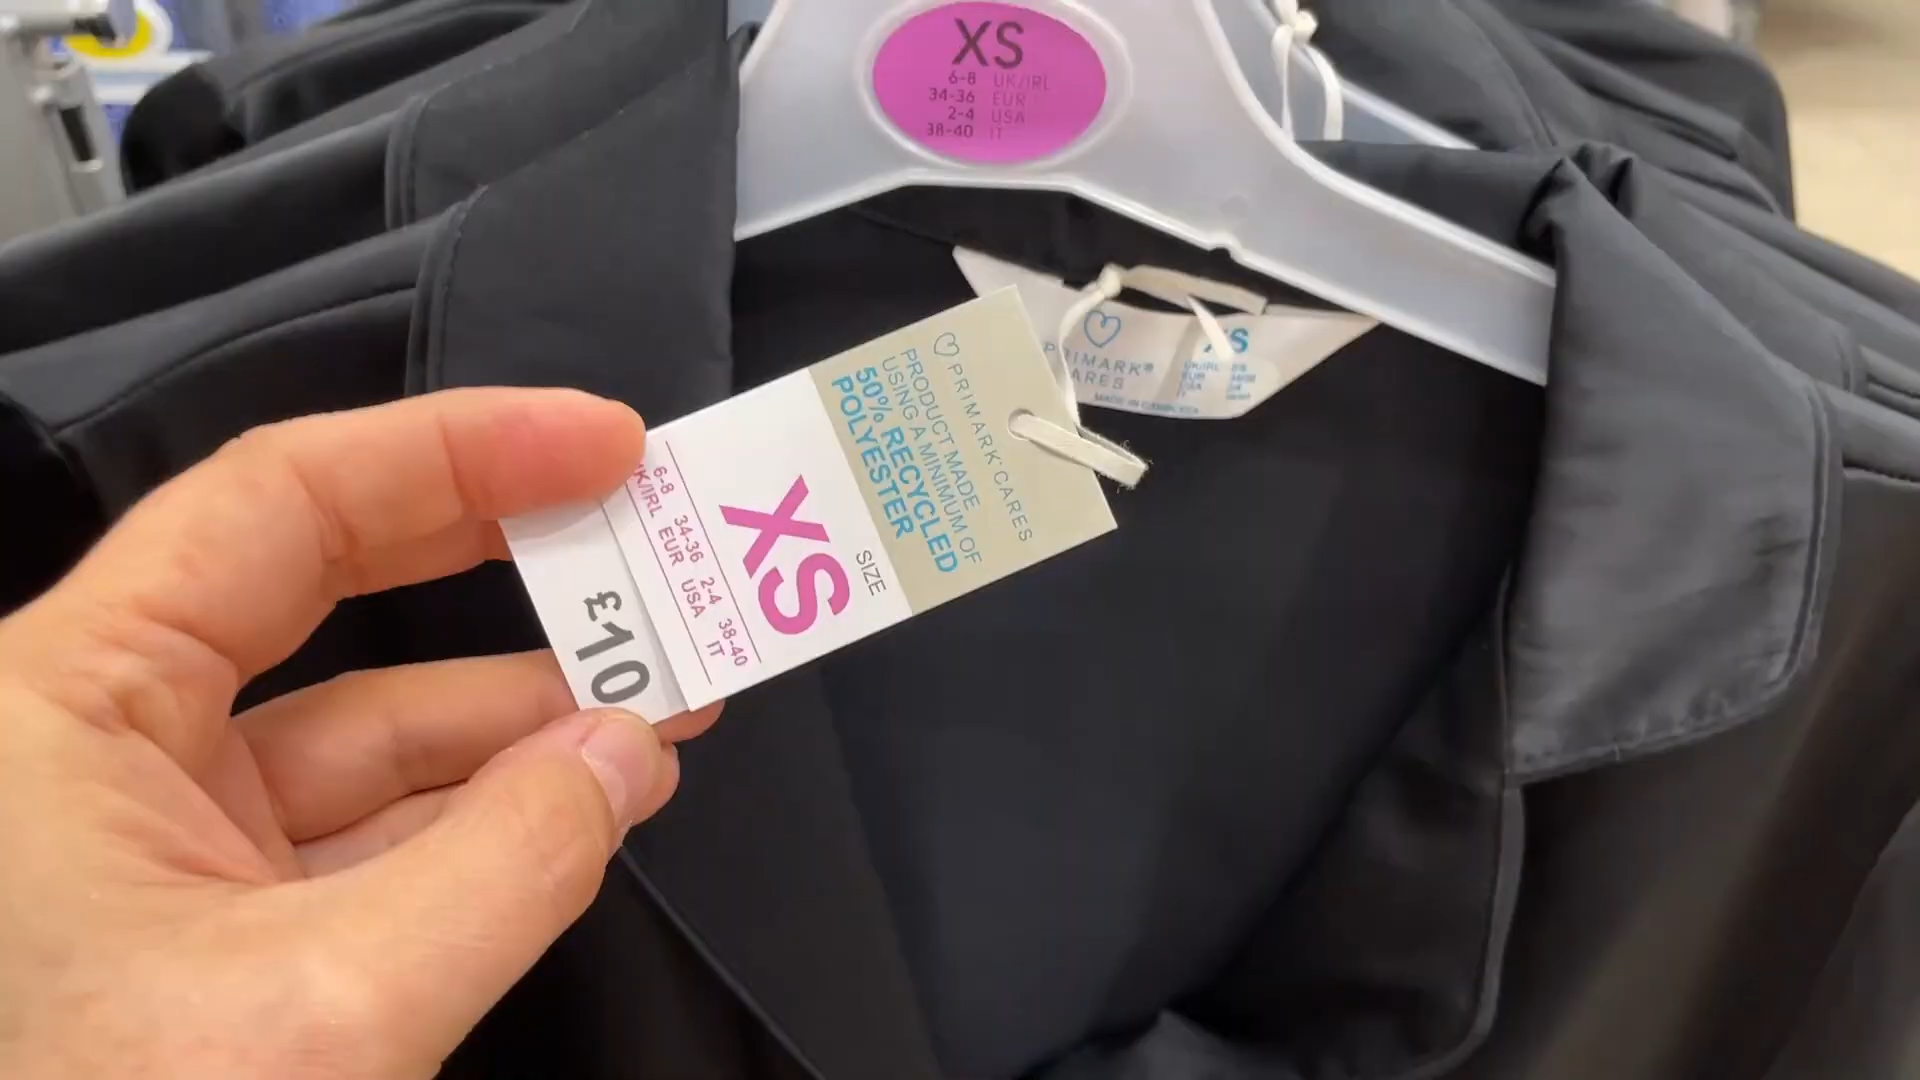 XS
6-8 UK/IRL
34-36 EUR
2-4 USA
38-40 IT
PRIMARK®
XS
PRIMARK CARES
PRODUCT MADE
USING A MINIMUM OF
50% RECYCLED
POLYESTER
SIZE
XS
6-8 34-36 2-4 38-40
UK/IRL EUR USA IT
£10